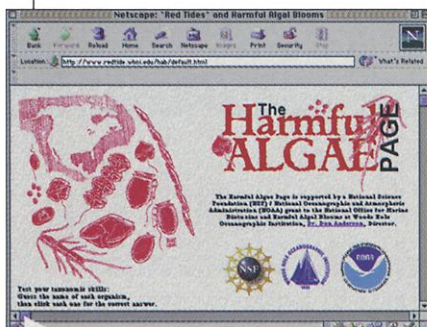 Netscape: "Red Tides" and Harmful Algal Blooms
Back Forward Reload Home Search Netscape Images Print Security Stop
N
Location: http://www.redtide.whoi.edu/hab/default.html What's Related
The
Harmful
ALGAE
PAGE
The Harmful Algae Page is supported by a National Science
Foundation (NSF) / National Oceanographic and Atmospheric
Administration (NOAA) grant to the National Office for Marine
Biotoxins and Harmful Algal Blooms at Woods Hole
Oceanographic Institution, Dr. Don Anderson, Director.
NSF
NOAA
Test your taxonomic skills:
Guess the name of each organism,
then click each one for the correct answer.